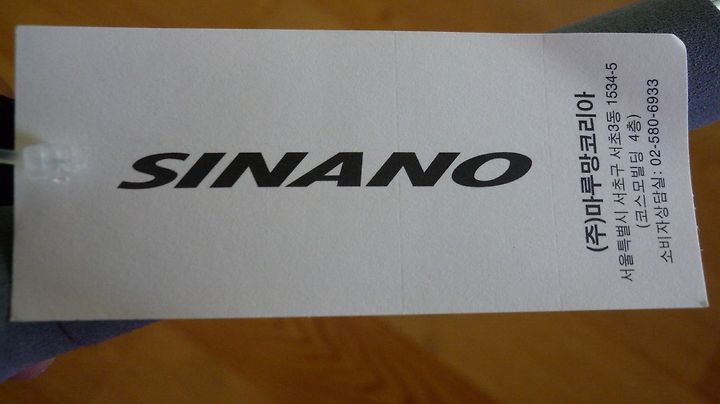 SINANO
(주)마루망코리아
서울특별시 서초구 서초3동 1534-5
(코스모빌딩 4층)
소비자상담실: 02-580-6933